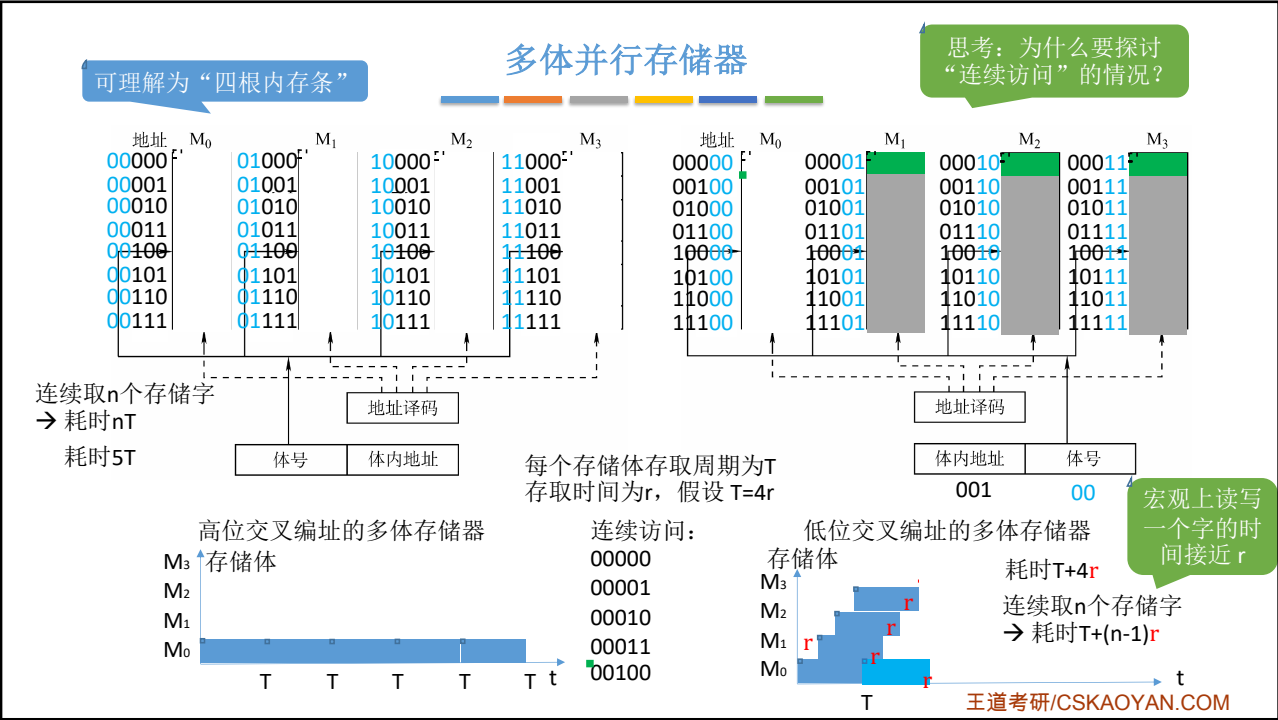 多体并行存储器
可理解为“四根内存条”
思考：为什么要探讨
“连续访问”的情况？
地址 M₀ M₁ M₂ M₃
00000 01000 10000 11000
00001 01001 10001 11001
00010 01010 10010 11010
00011 01011 10011 11011
00100 01100 10100 11100
00101 01101 10101 11101
00110 01110 10110 11110
00111 01111 10111 11111
地址译码
体号 体内地址
连续取n个存储字
→ 耗时nT
耗时5T
地址 M₀ M₁ M₂ M₃
00000 00001 00010 00011
00100 00101 00110 00111
01000 01001 01010 01011
01100 01101 01110 01111
10000 10001 10010 10011
10100 10101 10110 10111
11000 11001 11010 11011
11100 11101 11110 11111
地址译码
体内地址 体号
001 00
每个存储体存取周期为T
存取时间为r，假设 T=4r
宏观上读写
一个字的时
间接近 r
高位交叉编址的多体存储器
存储体
M₃
M₂
M₁
M₀
T T T T T t
连续访问：
00000
00001
00010
00011
00100
低位交叉编址的多体存储器
存储体
M₃ r
M₂ r
M₁ r r
M₀ r
T
t
耗时T+4r
连续取n个存储字
→ 耗时T+(n-1)r
王道考研/CSKAOYAN.COM